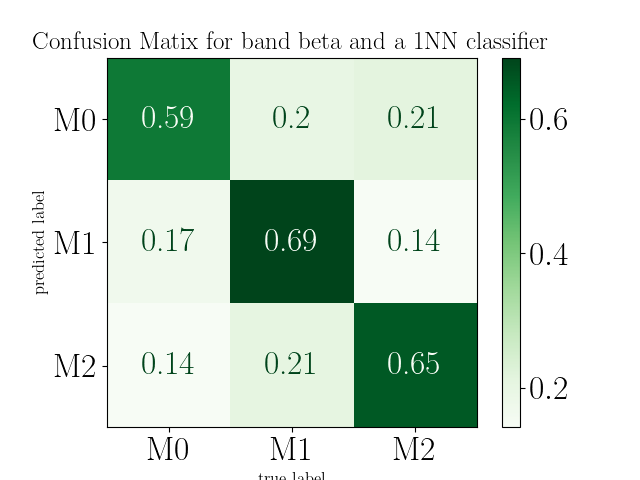 Confusion Matix for band beta and a 1NN classifier
M0 0.59 0.2 0.21 0.6
predicted label
M1 0.17 0.69 0.14 0.4
M2 0.14 0.21 0.65 0.2
M0 M1 M2
true label